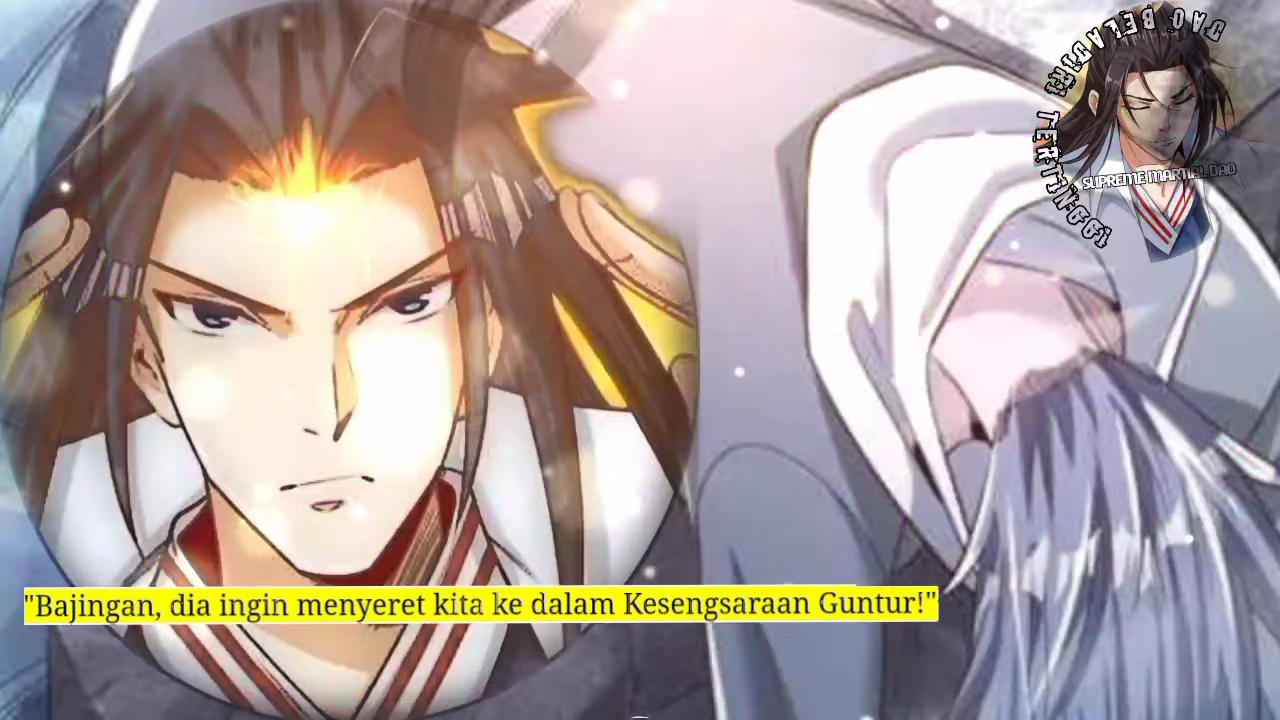 DAO BELADIRI TERTINGGI
SUPREME MARTIAL DAO
"Bajingan, dia ingin menyeret kita ke dalam Kesengsaraan Guntur!"